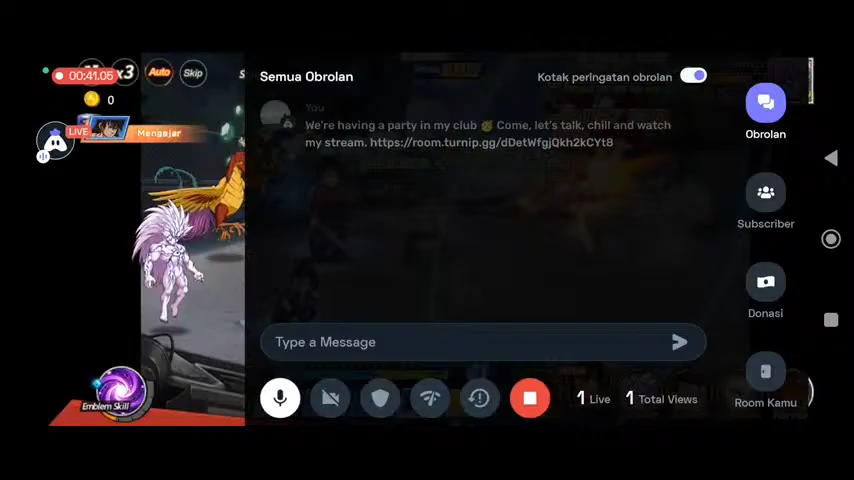 00:41.05
x3
Auto
Skip
0
LIVE
Mengejar
Emblem Skill
Semua Obrolan
Kotak peringatan obrolan
You
We're having a party in my club 🥳 Come, let's talk, chill and watch
my stream. https://room.turnip.gg/dDetWfgjQkh2kCYt8
Type a Message
1 Live
1 Total Views
Obrolan
Subscriber
Donasi
Room Kamu